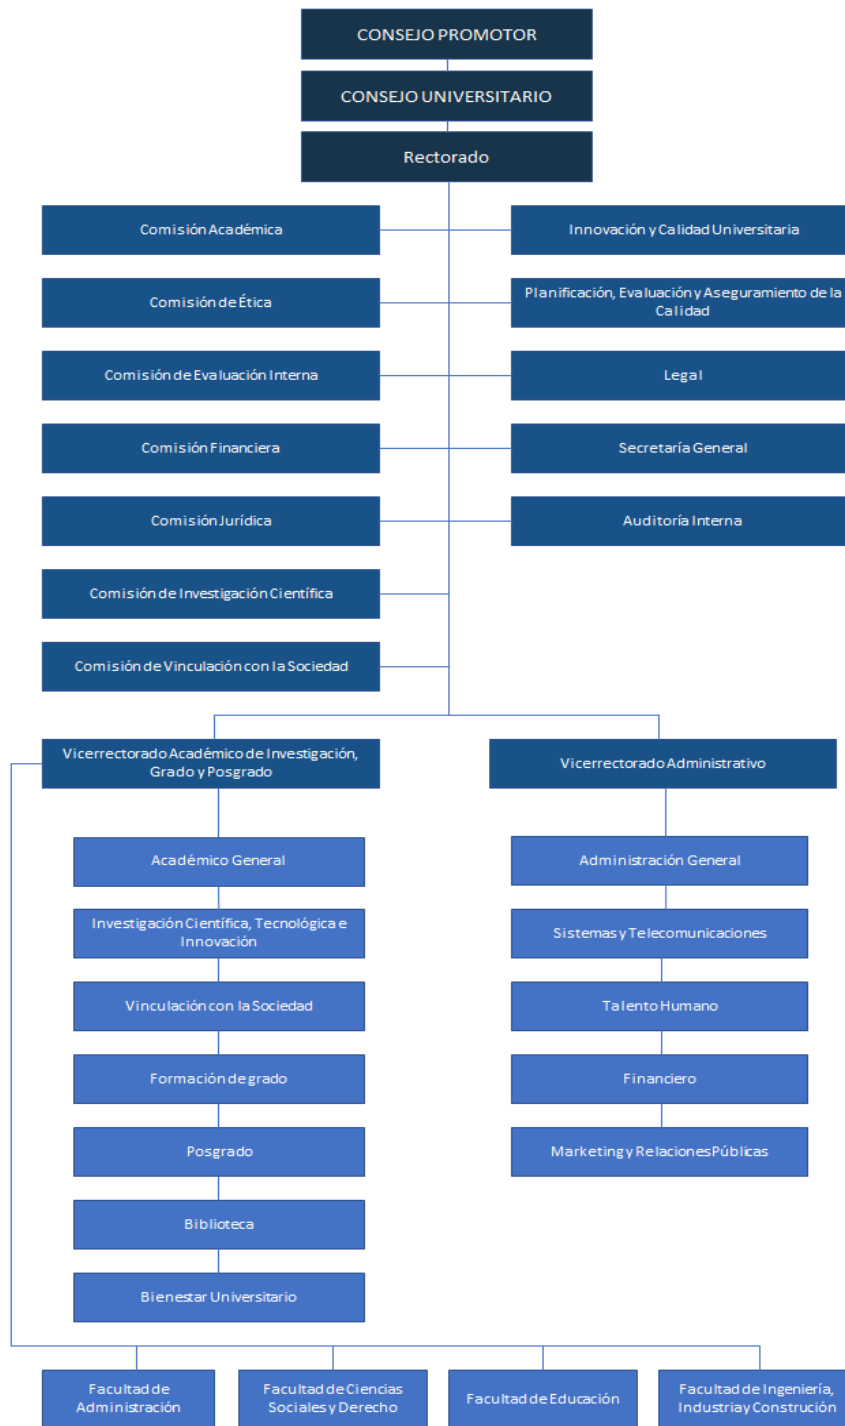 CONSEJO PROMOTOR
CONSEJO UNIVERSITARIO
Rectorado
Comisión Académica
Innovación y Calidad Universitaria
Comisión de Ética
Planificación, Evaluación y Aseguramiento de la
Calidad
Comisión de Evaluación Interna
Legal
Comisión Financiera
Secretaría General
Comisión Jurídica
Auditoría Interna
Comisión de Investigación Científica
Comisión de Vinculación con la Sociedad
Vicerrectorado Académico de Investigación,
Grado y Posgrado
Vicerrectorado Administrativo
Académico General
Administración General
Investigación Científica, Tecnológica e
Innovación
Sistemas y Telecomunicaciones
Vinculación con la Sociedad
Talento Humano
Formación de grado
Financiero
Posgrado
Marketing y Relaciones Públicas
Biblioteca
Bienestar Universitario
Facultad de
Administración
Facultad de Ciencias
Sociales y Derecho
Facultad de Educación
Facultad de Ingeniería,
Industria y Construción